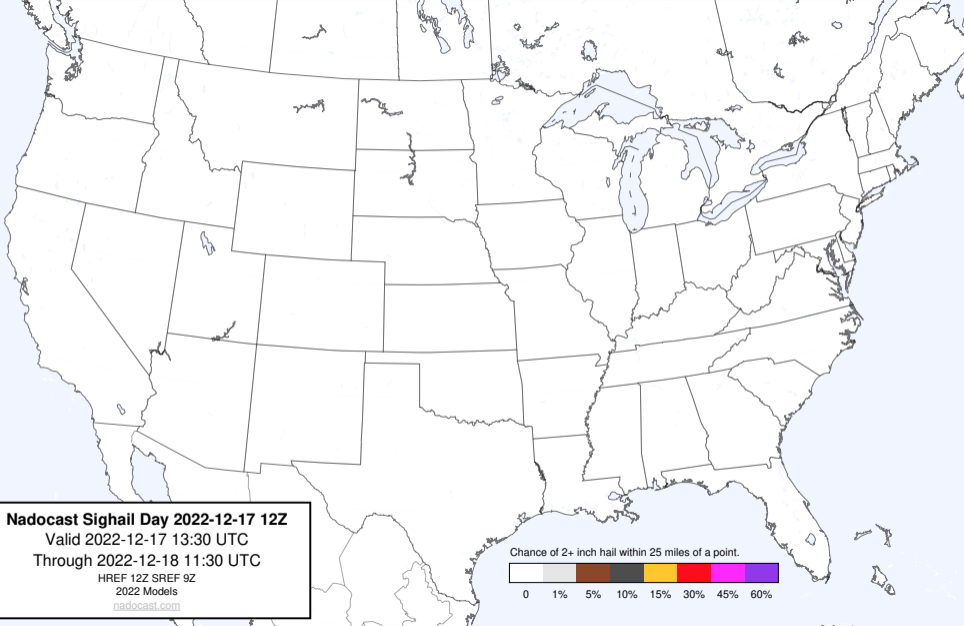 Nadocast Sighail Day 2022-12-17 12Z
Valid 2022-12-17 13:30 UTC
Through 2022-12-18 11:30 UTC
HREF 12Z SREF 9Z
2022 Models
nadocast.com
Chance of 2+ inch hail within 25 miles of a point.
0 1% 5% 10% 15% 30% 45% 60%